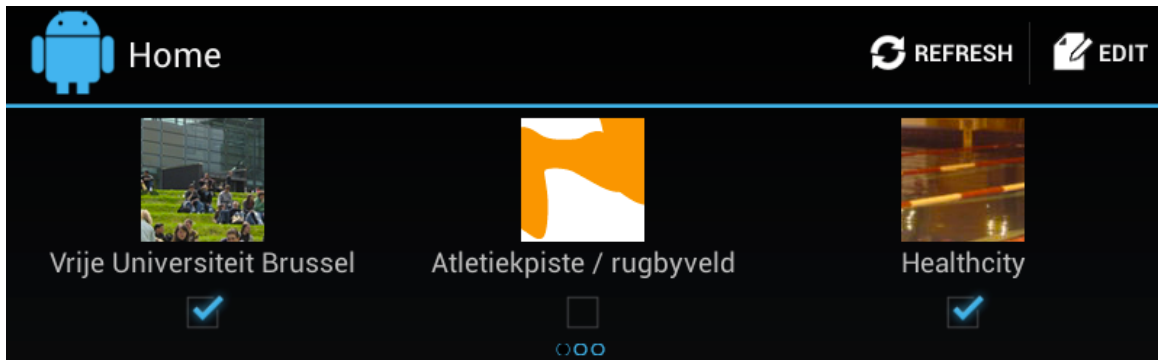 Home
REFRESH
EDIT
Vrije Universiteit Brussel
Atletiekpiste / rugbyveld
Healthcity